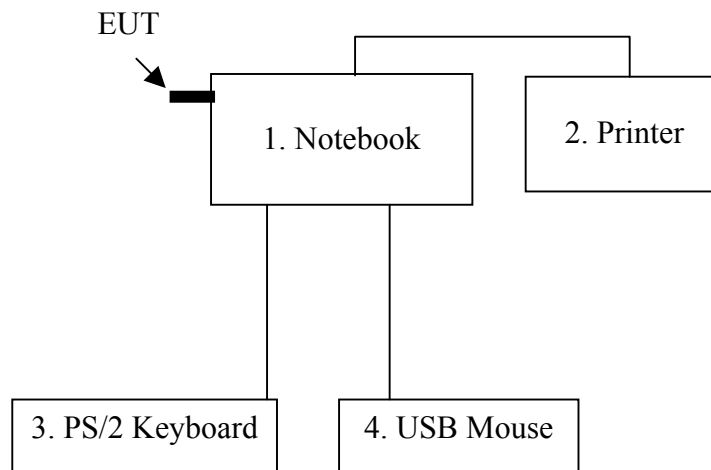 EUT
1. Notebook
2. Printer
3. PS/2 Keyboard
4. USB Mouse